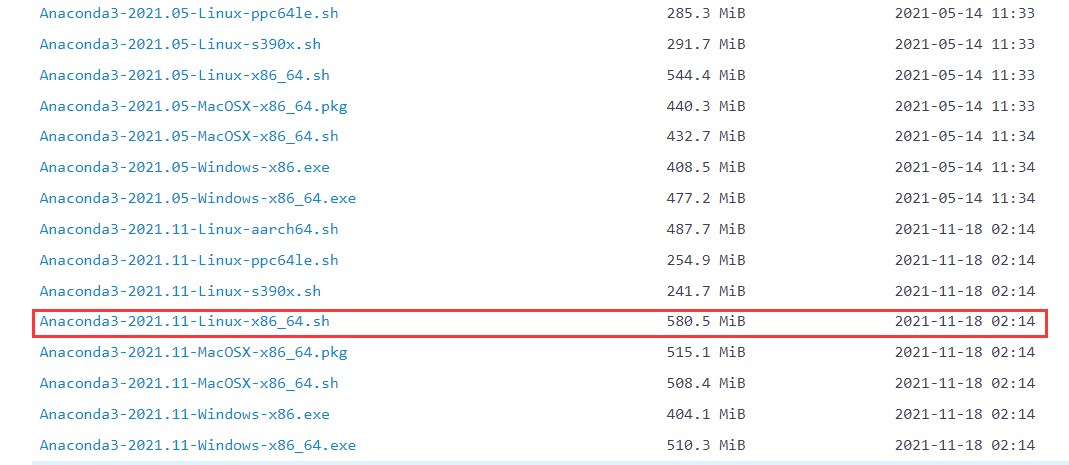 Anaconda3-2021.05-Linux-ppc64le.sh 285.3 MiB 2021-05-14 11:33
Anaconda3-2021.05-Linux-s390x.sh 291.7 MiB 2021-05-14 11:33
Anaconda3-2021.05-Linux-x86_64.sh 544.4 MiB 2021-05-14 11:33
Anaconda3-2021.05-MacOSX-x86_64.pkg 440.3 MiB 2021-05-14 11:33
Anaconda3-2021.05-MacOSX-x86_64.sh 432.7 MiB 2021-05-14 11:34
Anaconda3-2021.05-Windows-x86.exe 408.5 MiB 2021-05-14 11:34
Anaconda3-2021.05-Windows-x86_64.exe 477.2 MiB 2021-05-14 11:34
Anaconda3-2021.11-Linux-aarch64.sh 487.7 MiB 2021-11-18 02:14
Anaconda3-2021.11-Linux-ppc64le.sh 254.9 MiB 2021-11-18 02:14
Anaconda3-2021.11-Linux-s390x.sh 241.7 MiB 2021-11-18 02:14
Anaconda3-2021.11-Linux-x86_64.sh 580.5 MiB 2021-11-18 02:14
Anaconda3-2021.11-MacOSX-x86_64.pkg 515.1 MiB 2021-11-18 02:14
Anaconda3-2021.11-MacOSX-x86_64.sh 508.4 MiB 2021-11-18 02:14
Anaconda3-2021.11-Windows-x86.exe 404.1 MiB 2021-11-18 02:14
Anaconda3-2021.11-Windows-x86_64.exe 510.3 MiB 2021-11-18 02:14